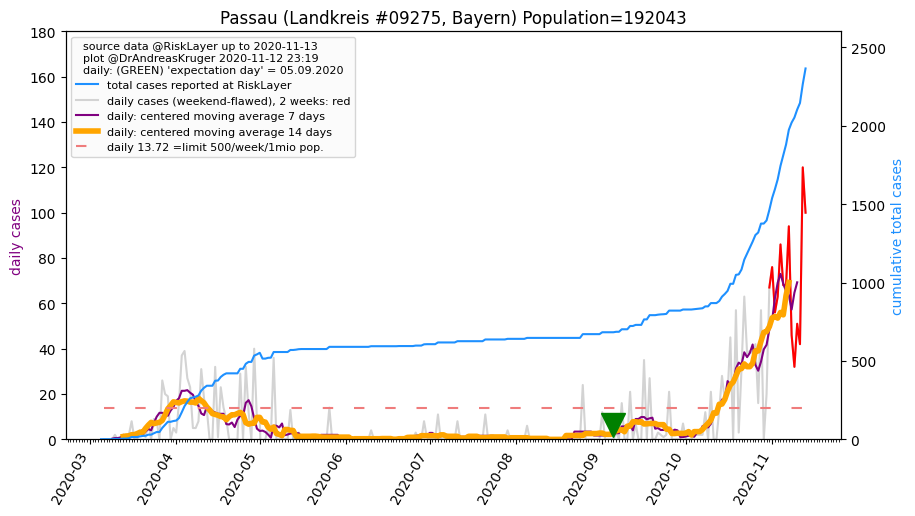 Passau (Landkreis #09275, Bayern) Population=192043
source data @RiskLayer up to 2020-11-13
plot @DrAndreasKruger 2020-11-12 23:19
daily: (GREEN) 'expectation day' = 05.09.2020
total cases reported at RiskLayer
daily cases (weekend-flawed), 2 weeks: red
daily: centered moving average 7 days
daily: centered moving average 14 days
daily 13.72 =limit 500/week/1mio pop.
daily cases
180
160
140
120
100
80
60
40
20
0
2500
2000
1500
1000
500
0
cumulative total cases
2020-03
2020-04
2020-05
2020-06
2020-07
2020-08
2020-09
2020-10
2020-11